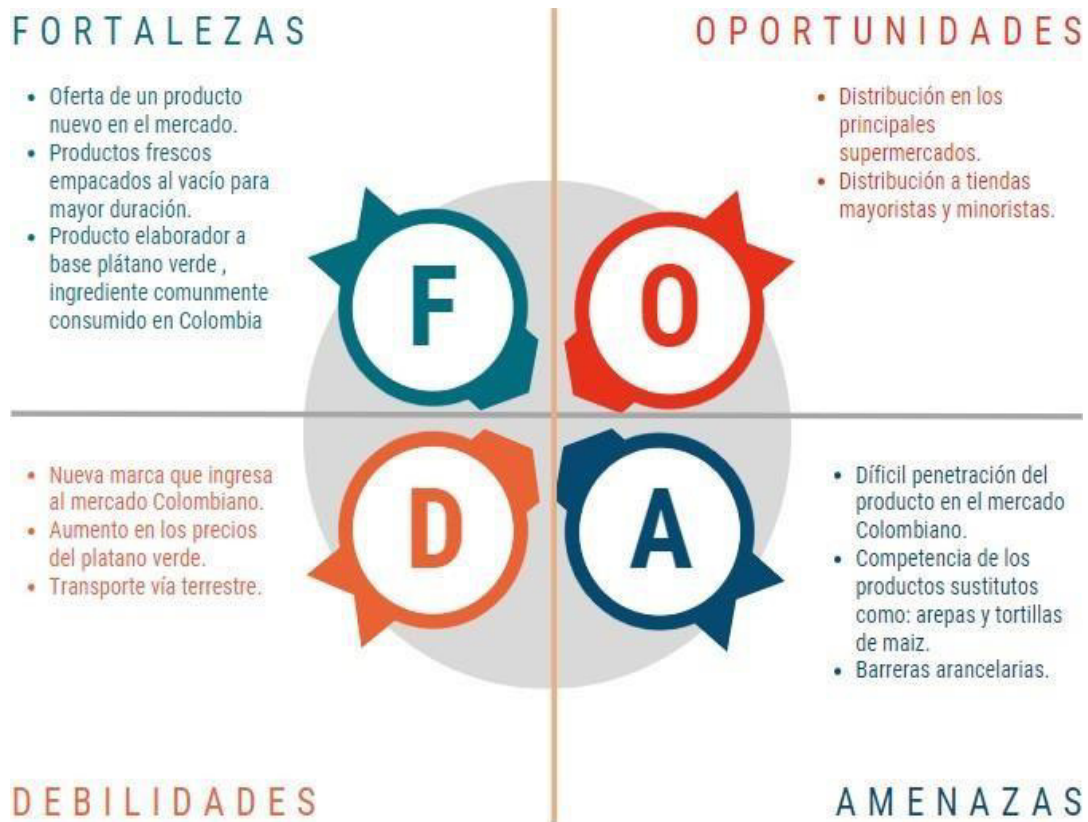 FORTALEZAS
• Oferta de un producto
nuevo en el mercado.
• Productos frescos
empacados al vacío para
mayor duración.
• Producto elaborador a
base plátano verde ,
ingrediente comunmente
consumido en Colombia
OPORTUNIDADES
• Distribución en los
principales
supermercados.
• Distribución a tiendas
mayoristas y minoristas.
F
O
D
A
• Nueva marca que ingresa
al mercado Colombiano.
• Aumento en los precios
del platano verde.
• Transporte vía terrestre.
DEBILIDADES
• Díficil penetración del
producto en el mercado
Colombiano.
• Competencia de los
productos sustitutos
como: arepas y tortillas
de maiz.
• Barreras arancelarias.
AMENAZAS